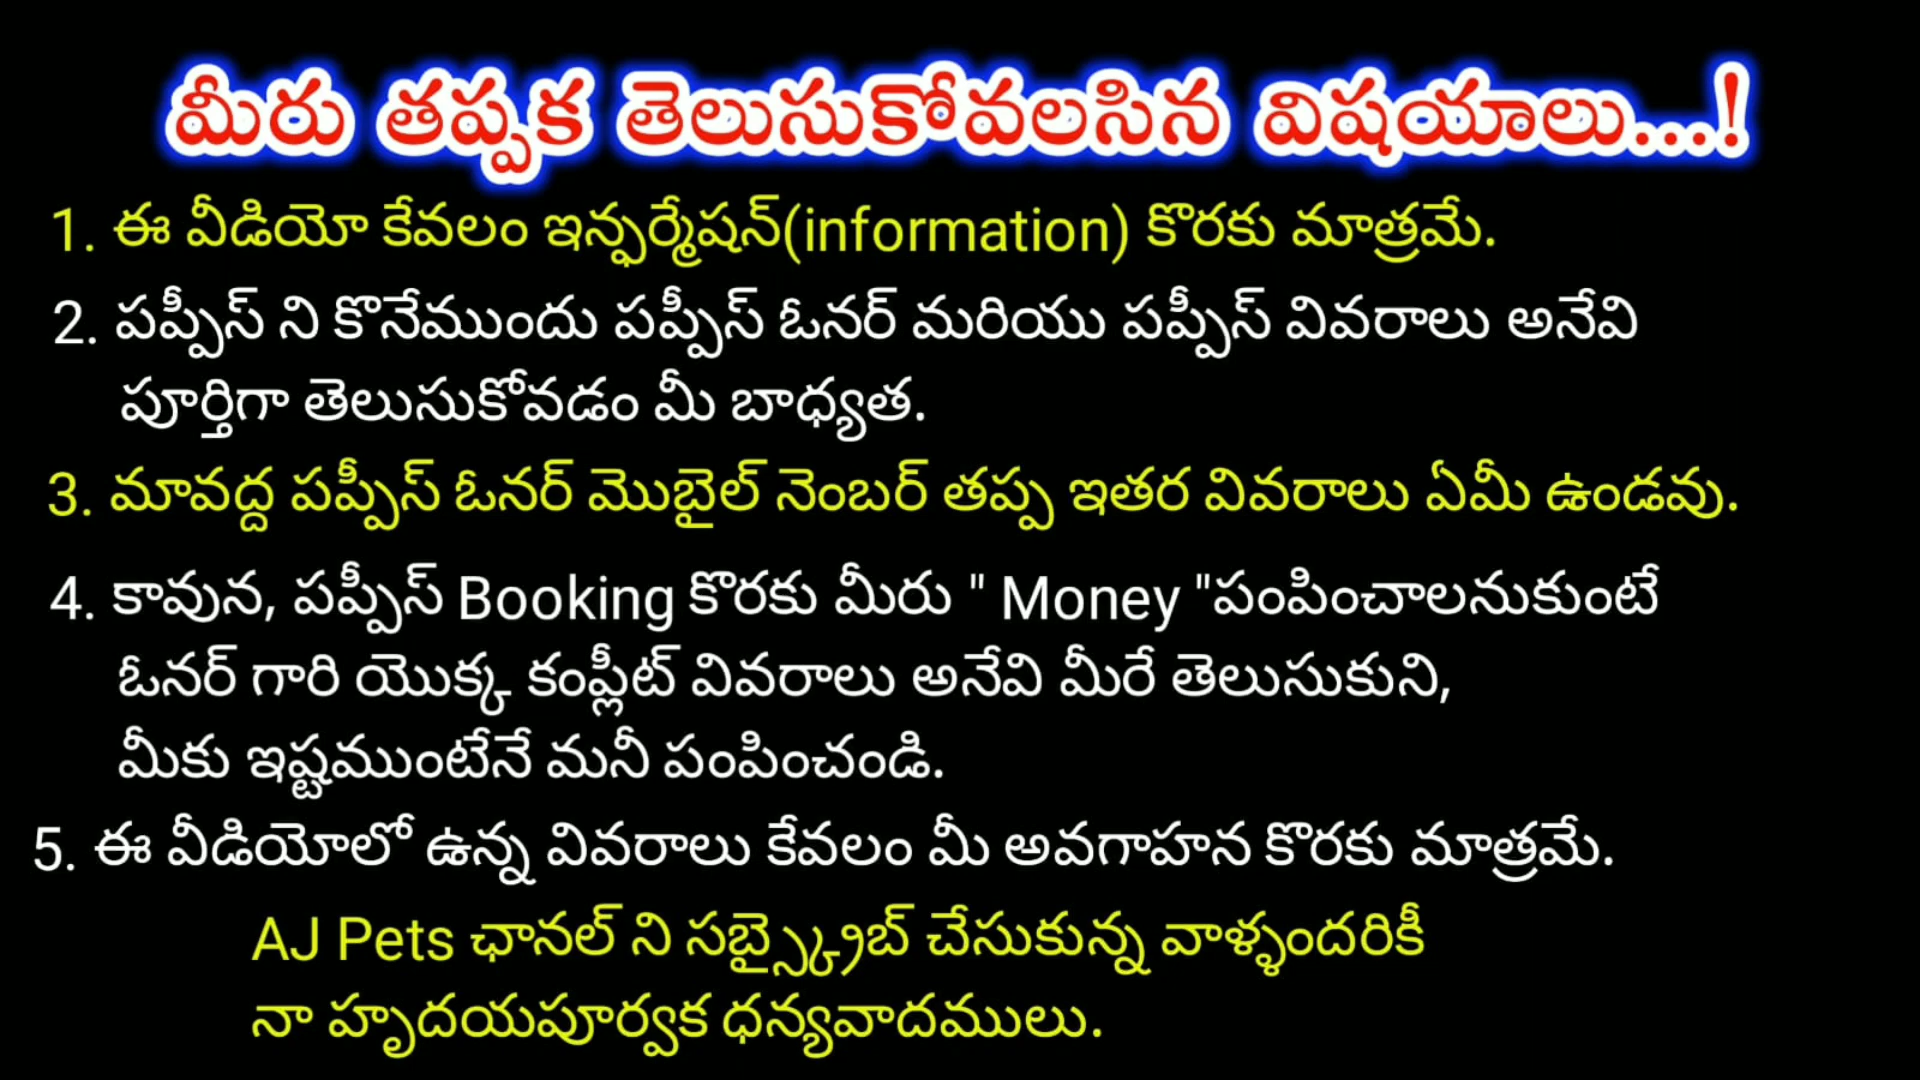 మీరు తప్పక తెలుసుకోవలసిన విషయాలు....!
1. ఈ వీడియో కేవలం ఇన్ఫర్మేషన్(information) కొరకు మాత్రమే.
2. పప్పీస్ ని కొనేముందు పప్పీస్ ఓనర్ మరియు పప్పీస్ వివరాలు అనేవి
పూర్తిగా తెలుసుకోవడం మీ బాధ్యత.
3. మావద్ద పప్పీస్ ఓనర్ మొబైల్ నెంబర్ తప్ప ఇతర వివరాలు ఏమీ ఉండవు.
4. కావున, పప్పీస్ Booking కొరకు మీరు " Money "పంపించాలనుకుంటే
ఓనర్ గారి యొక్క కంప్లీట్ వివరాలు అనేవి మీరే తెలుసుకుని,
మీకు ఇష్టముంటేనే మనీ పంపించండి.
5. ఈ వీడియోలో ఉన్న వివరాలు కేవలం మీ అవగాహన కొరకు మాత్రమే.
AJ Pets ఛానల్ ని సబ్స్క్రైబ్ చేసుకున్న వాళ్ళందరికీ
నా హృదయపూర్వక ధన్యవాదములు.